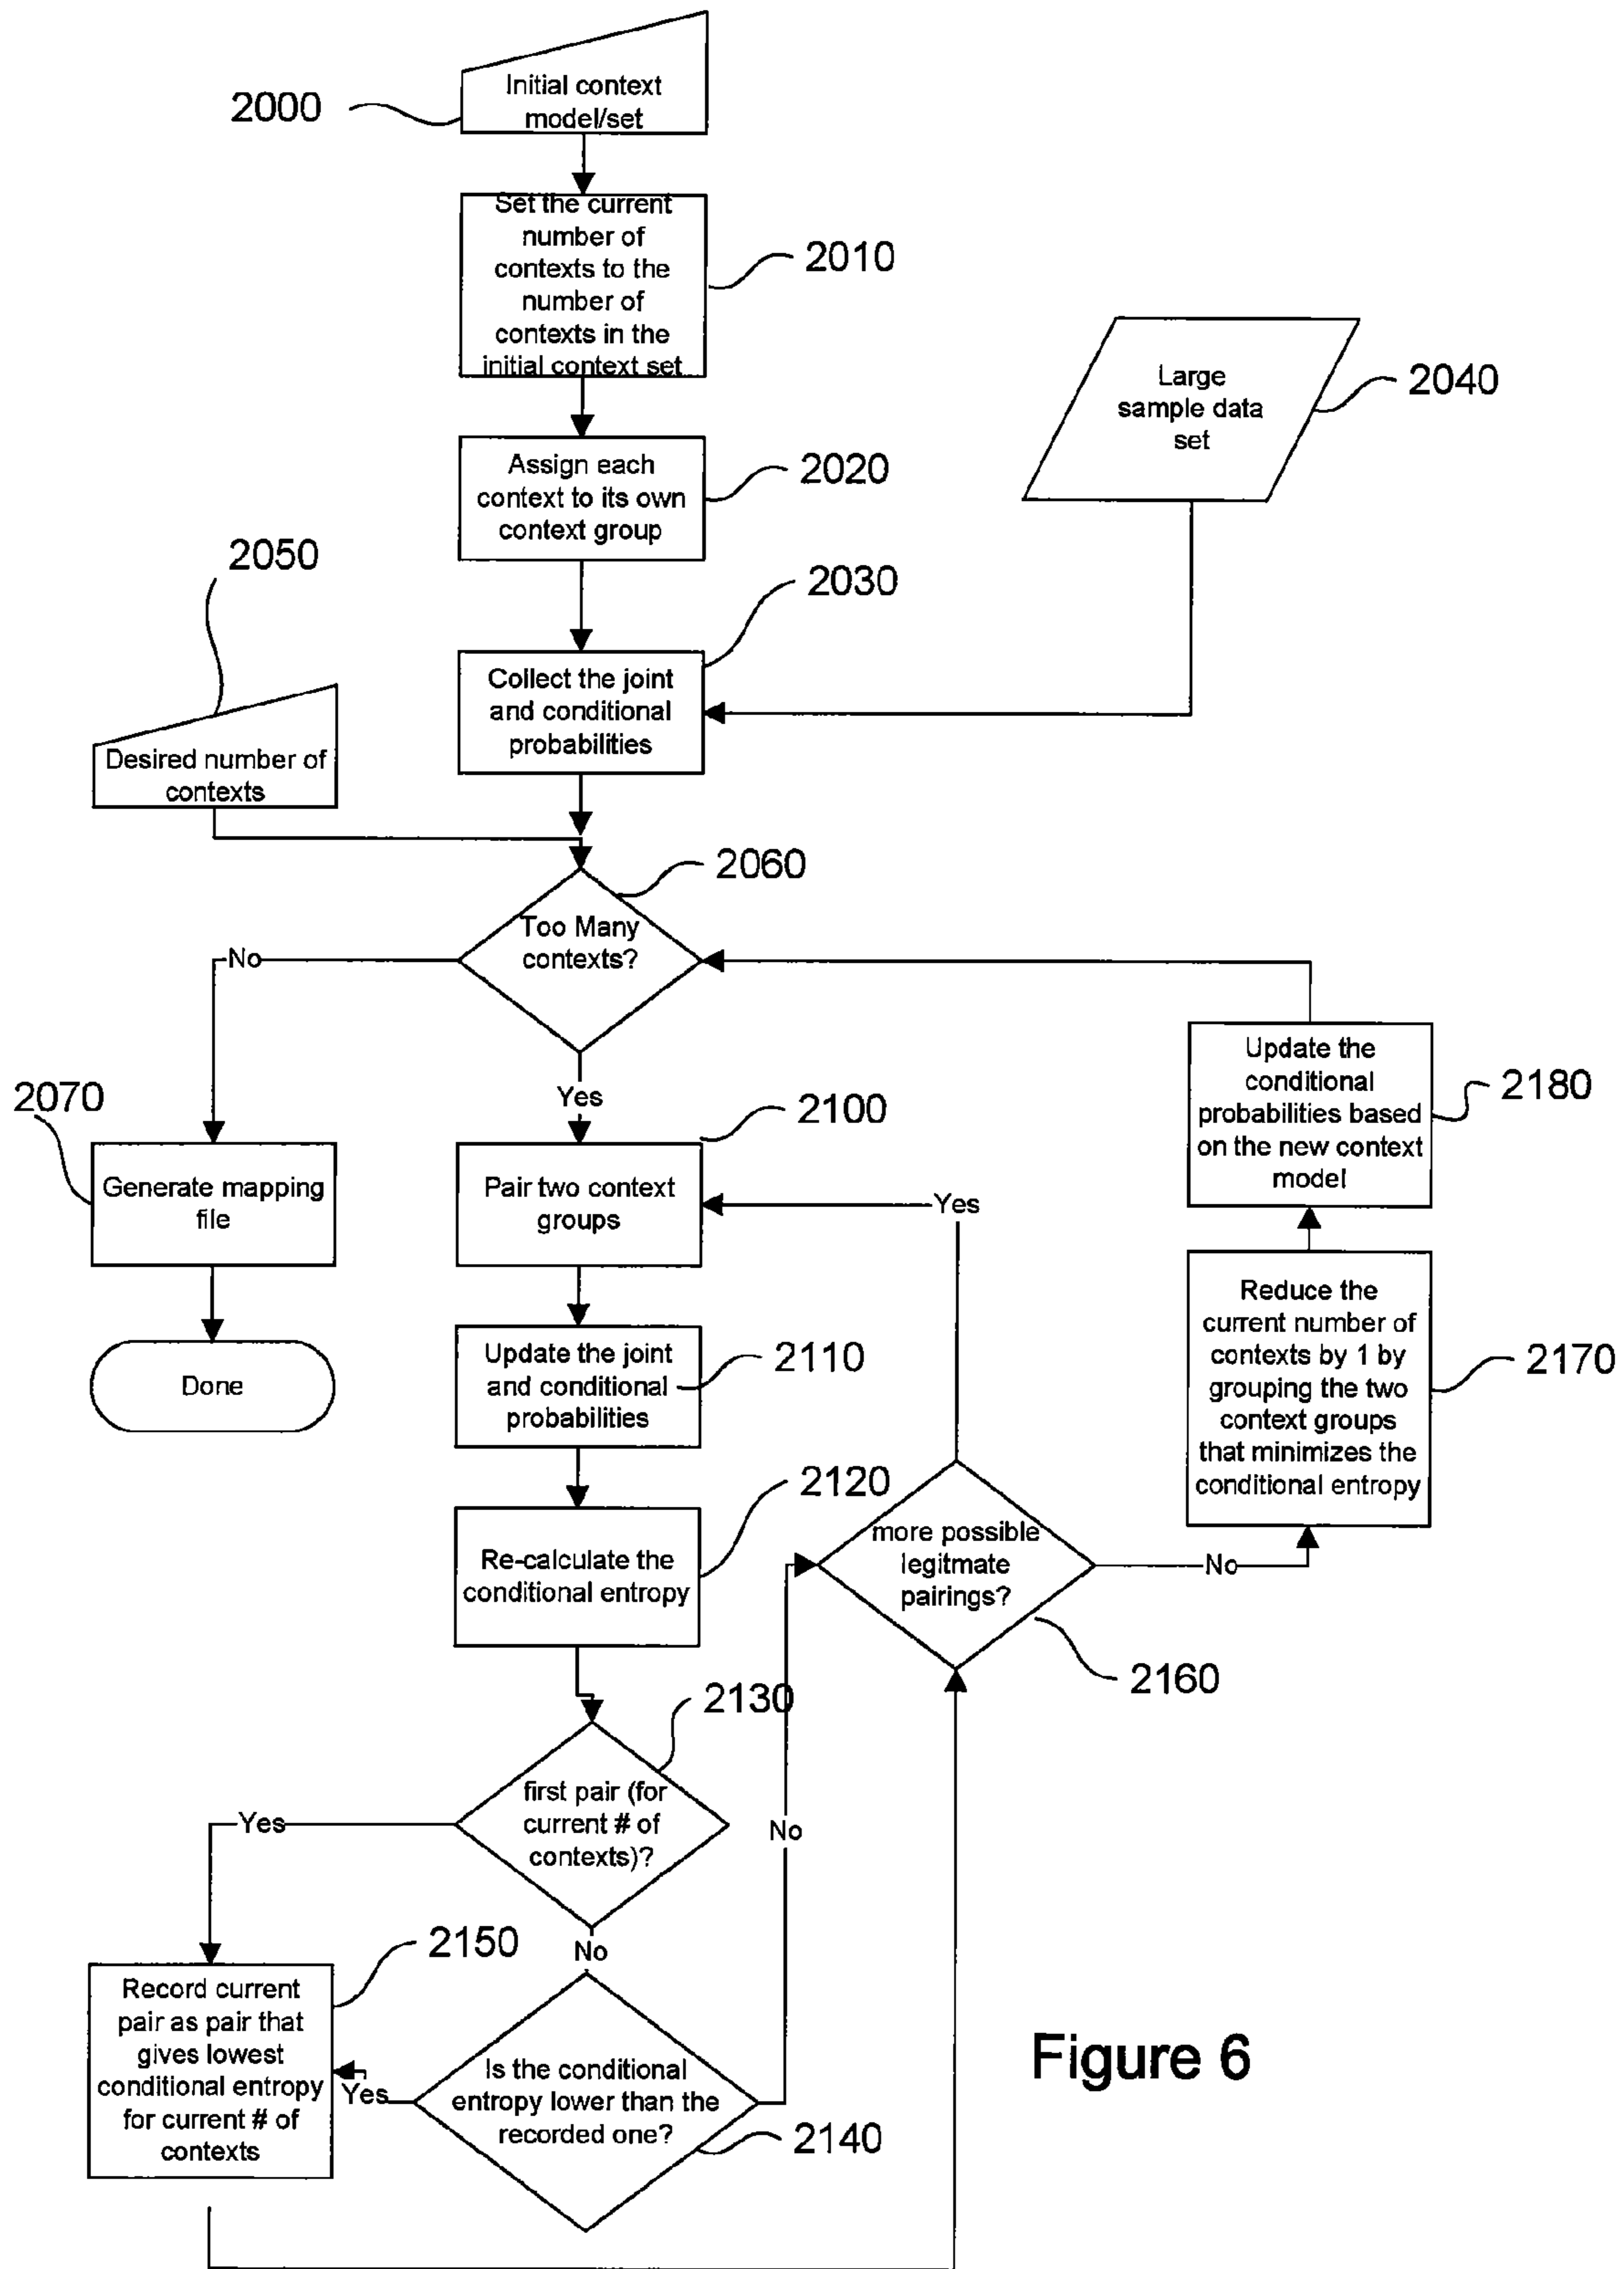 Initial context
model/set
2000
Set the current
number of
contexts to the
number of
contexts in the
initial context set
2010
Large
sample data
set
2040
Assign each
context to its own
context group
2020
2050
2030
Collect the joint
and conditional
probabilities
Desired number of
contexts
2060
Too Many
contexts?
No
Yes
2070
Generate mapping
file
Done
2100
Pair two context
groups
Yes
Update the
conditional
probabilities based
on the new context
model
2180
Update the joint
and conditional
probabilities
2110
Reduce the
current number of
contexts by 1 by
grouping the two
context groups
that minimizes the
conditional entropy
2170
2120
Re-calculate the
conditional entropy
more possible
legitmate
pairings?
No
2160
2130
first pair (for
current # of
contexts)?
Yes
No
No
2150
Record current
pair as pair that
gives lowest
conditional entropy
for current # of
contexts
Yes
Is the conditional
entropy lower than the
recorded one?
2140
Figure 6